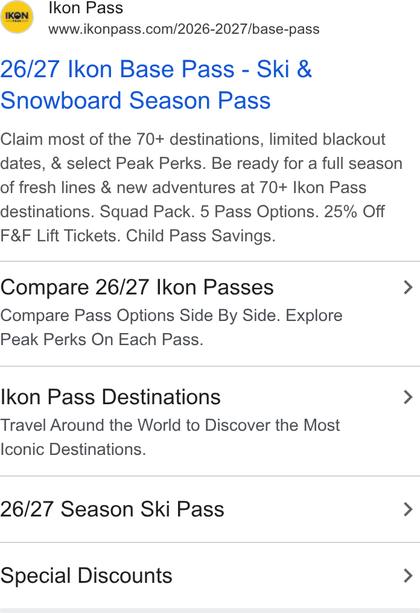 IKON
PASS
Ikon Pass
www.ikonpass.com/2026-2027/base-pass
26/27 Ikon Base Pass - Ski &
Snowboard Season Pass
Claim most of the 70+ destinations, limited blackout
dates, & select Peak Perks. Be ready for a full season
of fresh lines & new adventures at 70+ Ikon Pass
destinations. Squad Pack. 5 Pass Options. 25% Off
F&F Lift Tickets. Child Pass Savings.
Compare 26/27 Ikon Passes
Compare Pass Options Side By Side. Explore
Peak Perks On Each Pass.
Ikon Pass Destinations
Travel Around the World to Discover the Most
Iconic Destinations.
26/27 Season Ski Pass
Special Discounts